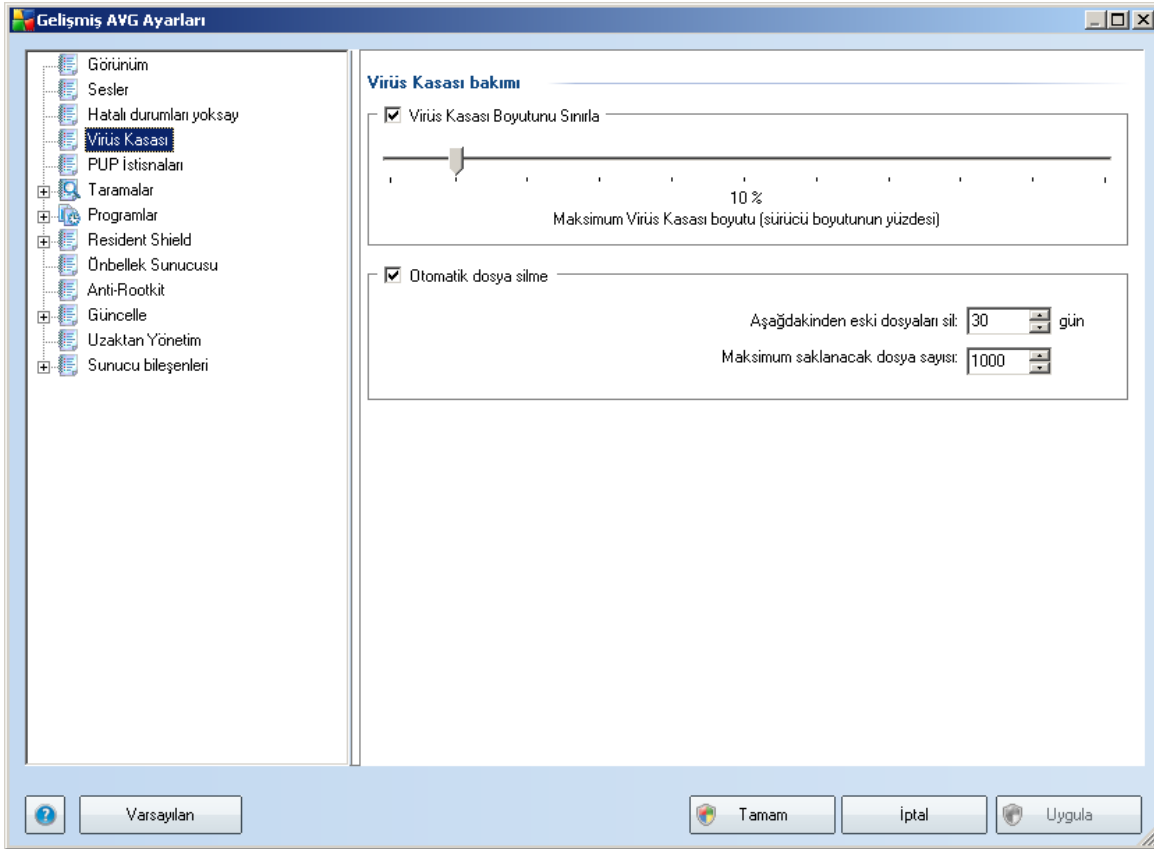 Gelişmiş AVG Ayarları
Görünüm
Sesler
Hatalı durumları yoksay
Virüs Kasası
PUP İstisnaları
Taramalar
Programlar
Resident Shield
Önbellek Sunucusu
Anti-Rootkit
Güncelle
Uzaktan Yönetim
Sunucu bileşenleri
Virüs Kasası bakımı
Virüs Kasası Boyutunu Sınırla
10 %
Maksimum Virüs Kasası boyutu (sürücü boyutunun yüzdesi)
Otomatik dosya silme
Aşağdakinden eski dosyaları sil: 30 gün
Maksimum saklanacak dosya sayısı: 1000
Varsayılan
Tamam
İptal
Uygula